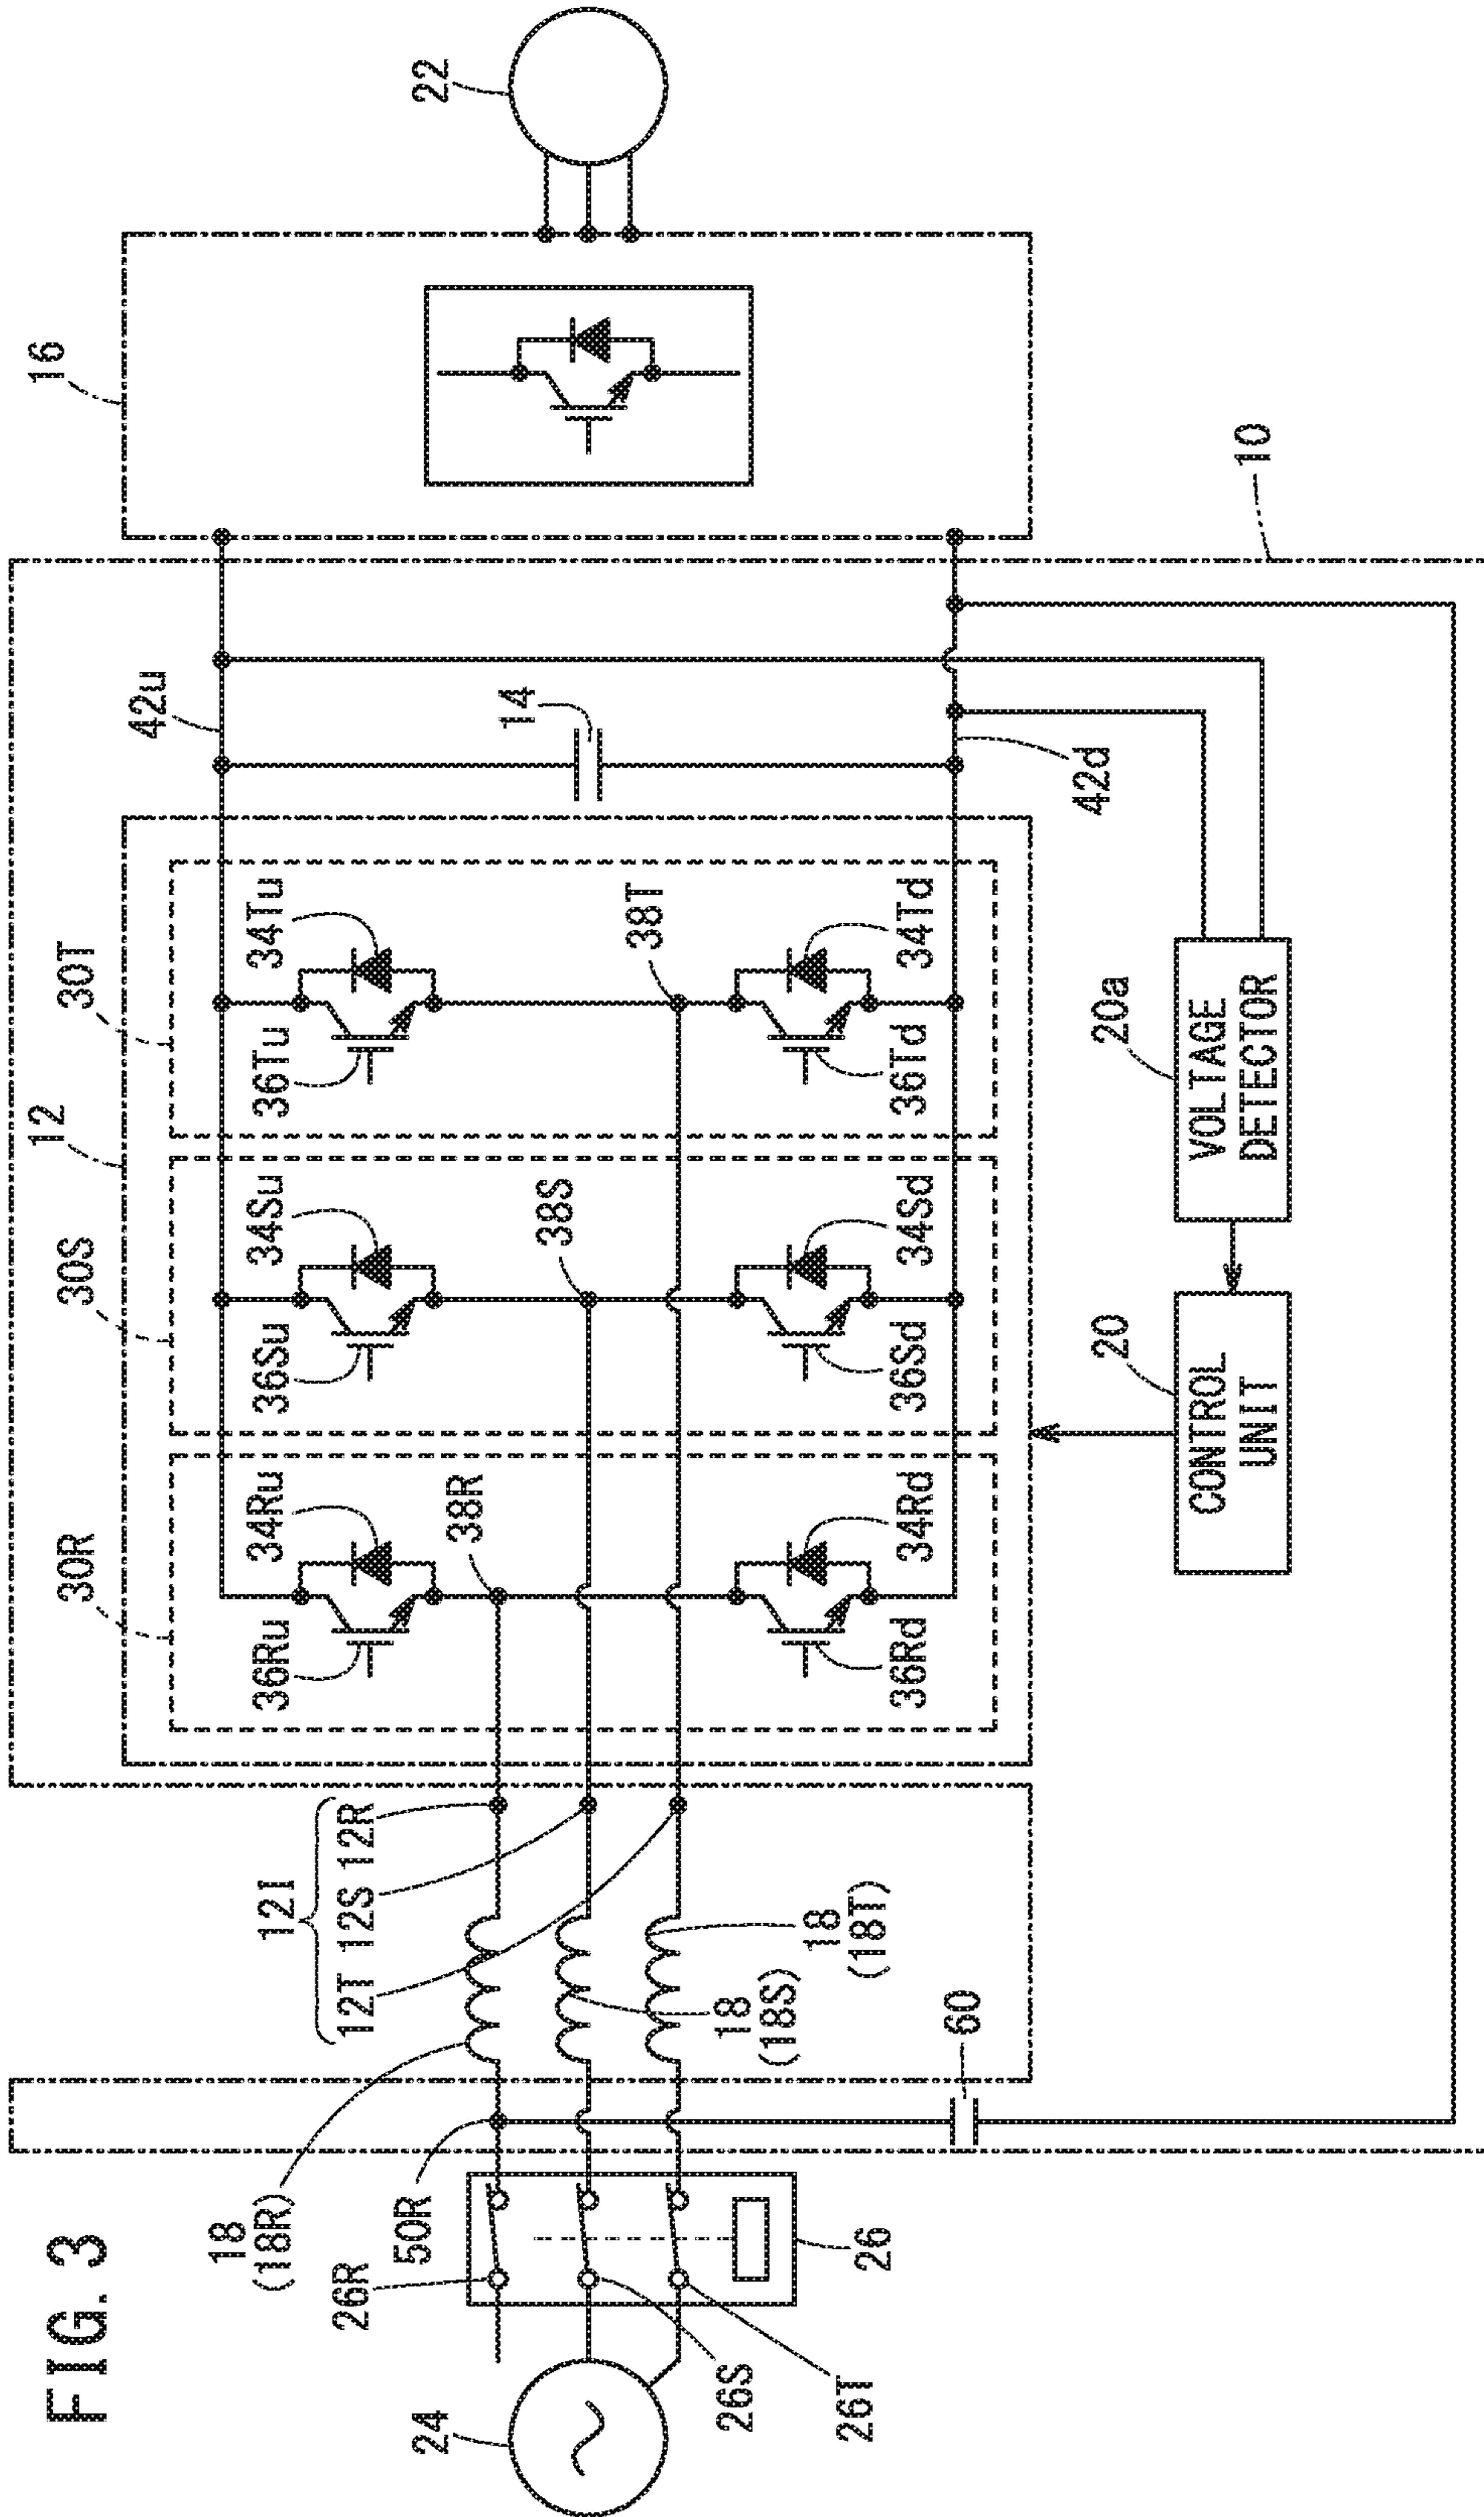 FIG. 3
10
12
30R
30S
30T
16
22
42u
14
42d
36Ru
34Ru
36Su
34Su
36Tu
34Tu
38R
38S
38T
36Rd
34Rd
36Sd
34Sd
36Td
34Td
12I
12T 12S 12R
18
(18R)
18
(18S)
18
(18T)
50R
60
24
26R
26S
26T
26
20
CONTROL
UNIT
20a
VOLTAGE
DETECTOR